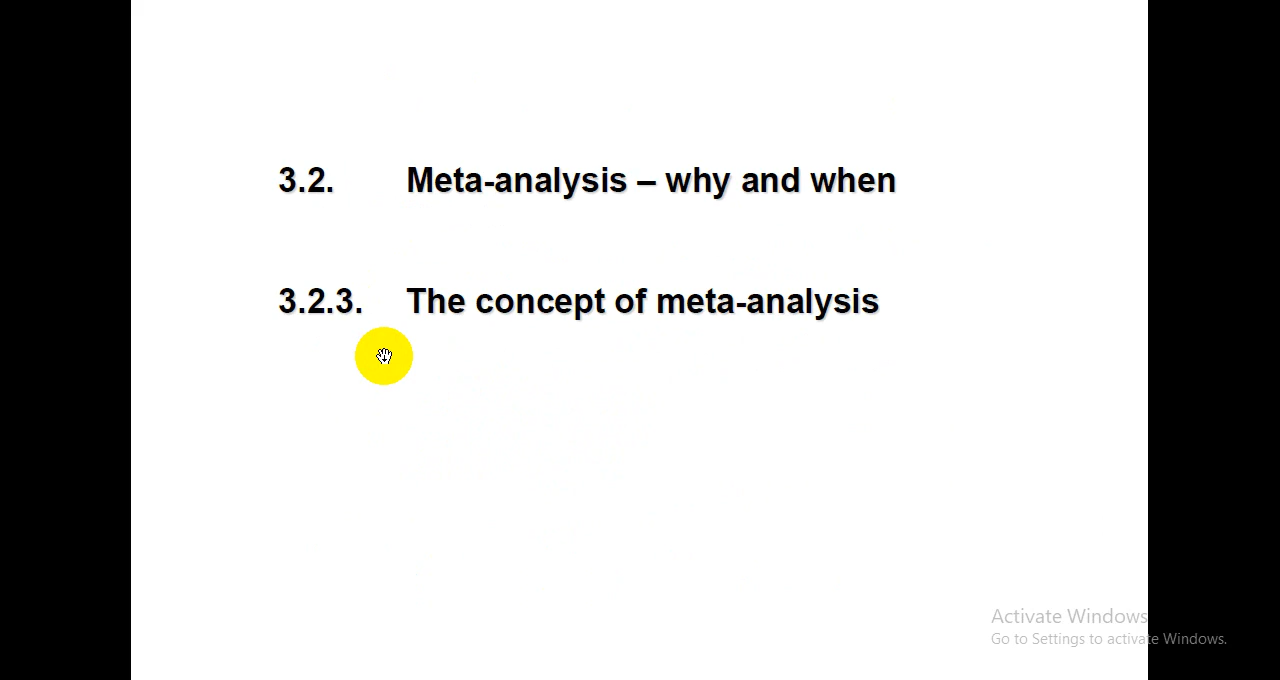 3.2. Meta-analysis – why and when
3.2.3. The concept of meta-analysis
Activate Windows
Go to Settings to activate Windows.